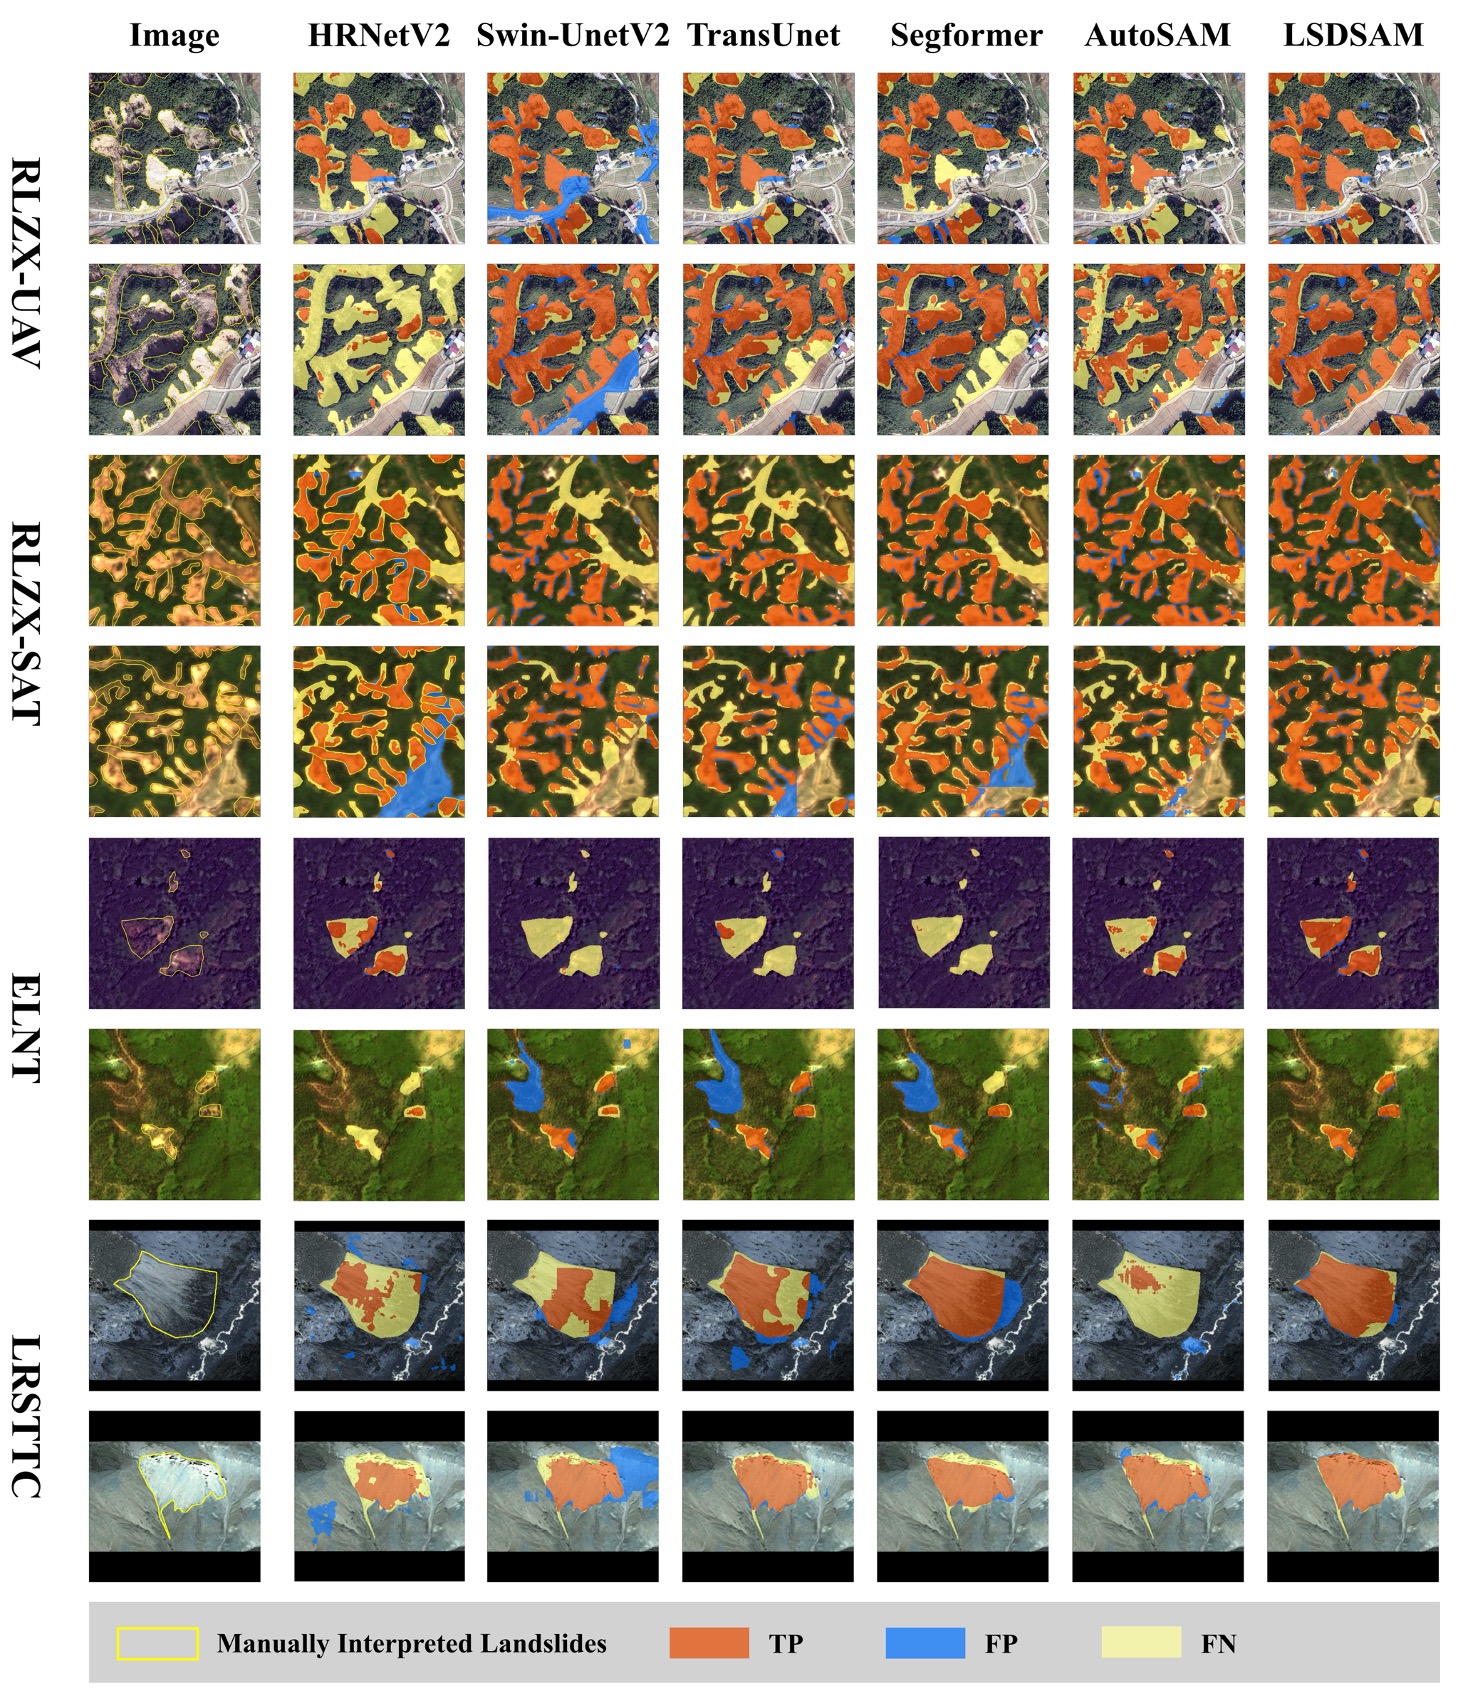 Image HRNetV2 Swin-UnetV2 TransUnet Segformer AutoSAM LSDSAM
RLZX-UAV
RLZX-SAT
ELNT
LRSTTC
Manually Interpreted Landslides TP FP FN